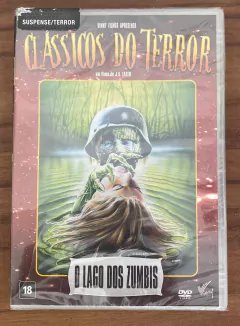 SUSPENSE/TERROR
CLÁSSICOS DO TERROR
O LAGO DOS ZUMBIS
18
DVD